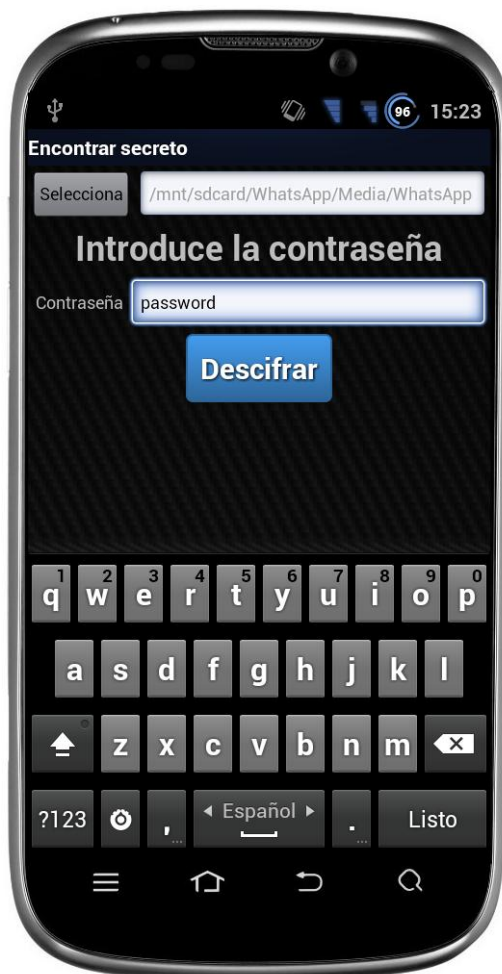 96 15:23
Encontrar secreto
Selecciona /mnt/sdcard/WhatsApp/Media/WhatsApp
Introduce la contraseña
Contraseña password
Descifrar
1 2 3 4 5 6 7 8 9 0
q w e r t y u i o p
a s d f g h j k l
z x c v b n m
?123 , ... Español . ... Listo